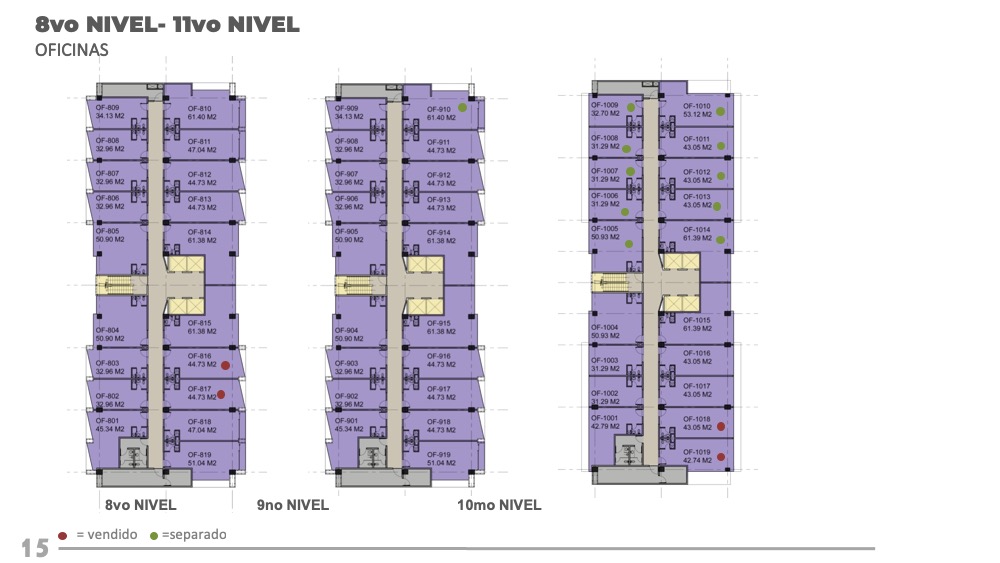 8vo NIVEL- 11vo NIVEL
OFICINAS
OF-809
34.13 M2
OF-810
61.40 M2
OF-808
32.96 M2
OF-811
47.04 M2
OF-807
32.96 M2
OF-812
44.73 M2
OF-806
32.96 M2
OF-813
44.73 M2
OF-805
50.90 M2
OF-814
61.38 M2
OF-804
50.90 M2
OF-815
61.38 M2
OF-803
32.96 M2
OF-816
44.73 M2
OF-802
32.96 M2
OF-817
44.73 M2
OF-801
45.34 M2
OF-818
47.04 M2
OF-819
51.04 M2
OF-909
34.13 M2
OF-910
61.40 M2
OF-908
32.96 M2
OF-911
44.73 M2
OF-907
32.96 M2
OF-912
44.73 M2
OF-906
32.96 M2
OF-913
44.73 M2
OF-905
50.90 M2
OF-914
61.38 M2
OF-904
50.90 M2
OF-915
61.38 M2
OF-903
32.96 M2
OF-916
44.73 M2
OF-902
32.96 M2
OF-917
44.73 M2
OF-901
45.34 M2
OF-918
44.73 M2
OF-919
51.04 M2
OF-1009
32.70 M2
OF-1010
53.12 M2
OF-1008
31.29 M2
OF-1011
43.05 M2
OF-1007
31.29 M2
OF-1012
43.05 M2
OF-1006
31.29 M2
OF-1013
43.05 M2
OF-1005
50.93 M2
OF-1014
61.39 M2
OF-1004
50.93 M2
OF-1015
61.39 M2
OF-1003
31.29 M2
OF-1016
43.05 M2
OF-1002
31.29 M2
OF-1017
43.05 M2
OF-1001
42.79 M2
OF-1018
43.05 M2
OF-1019
42.74 M2
8vo NIVEL
9no NIVEL
10mo NIVEL
= vendido
=separado
15